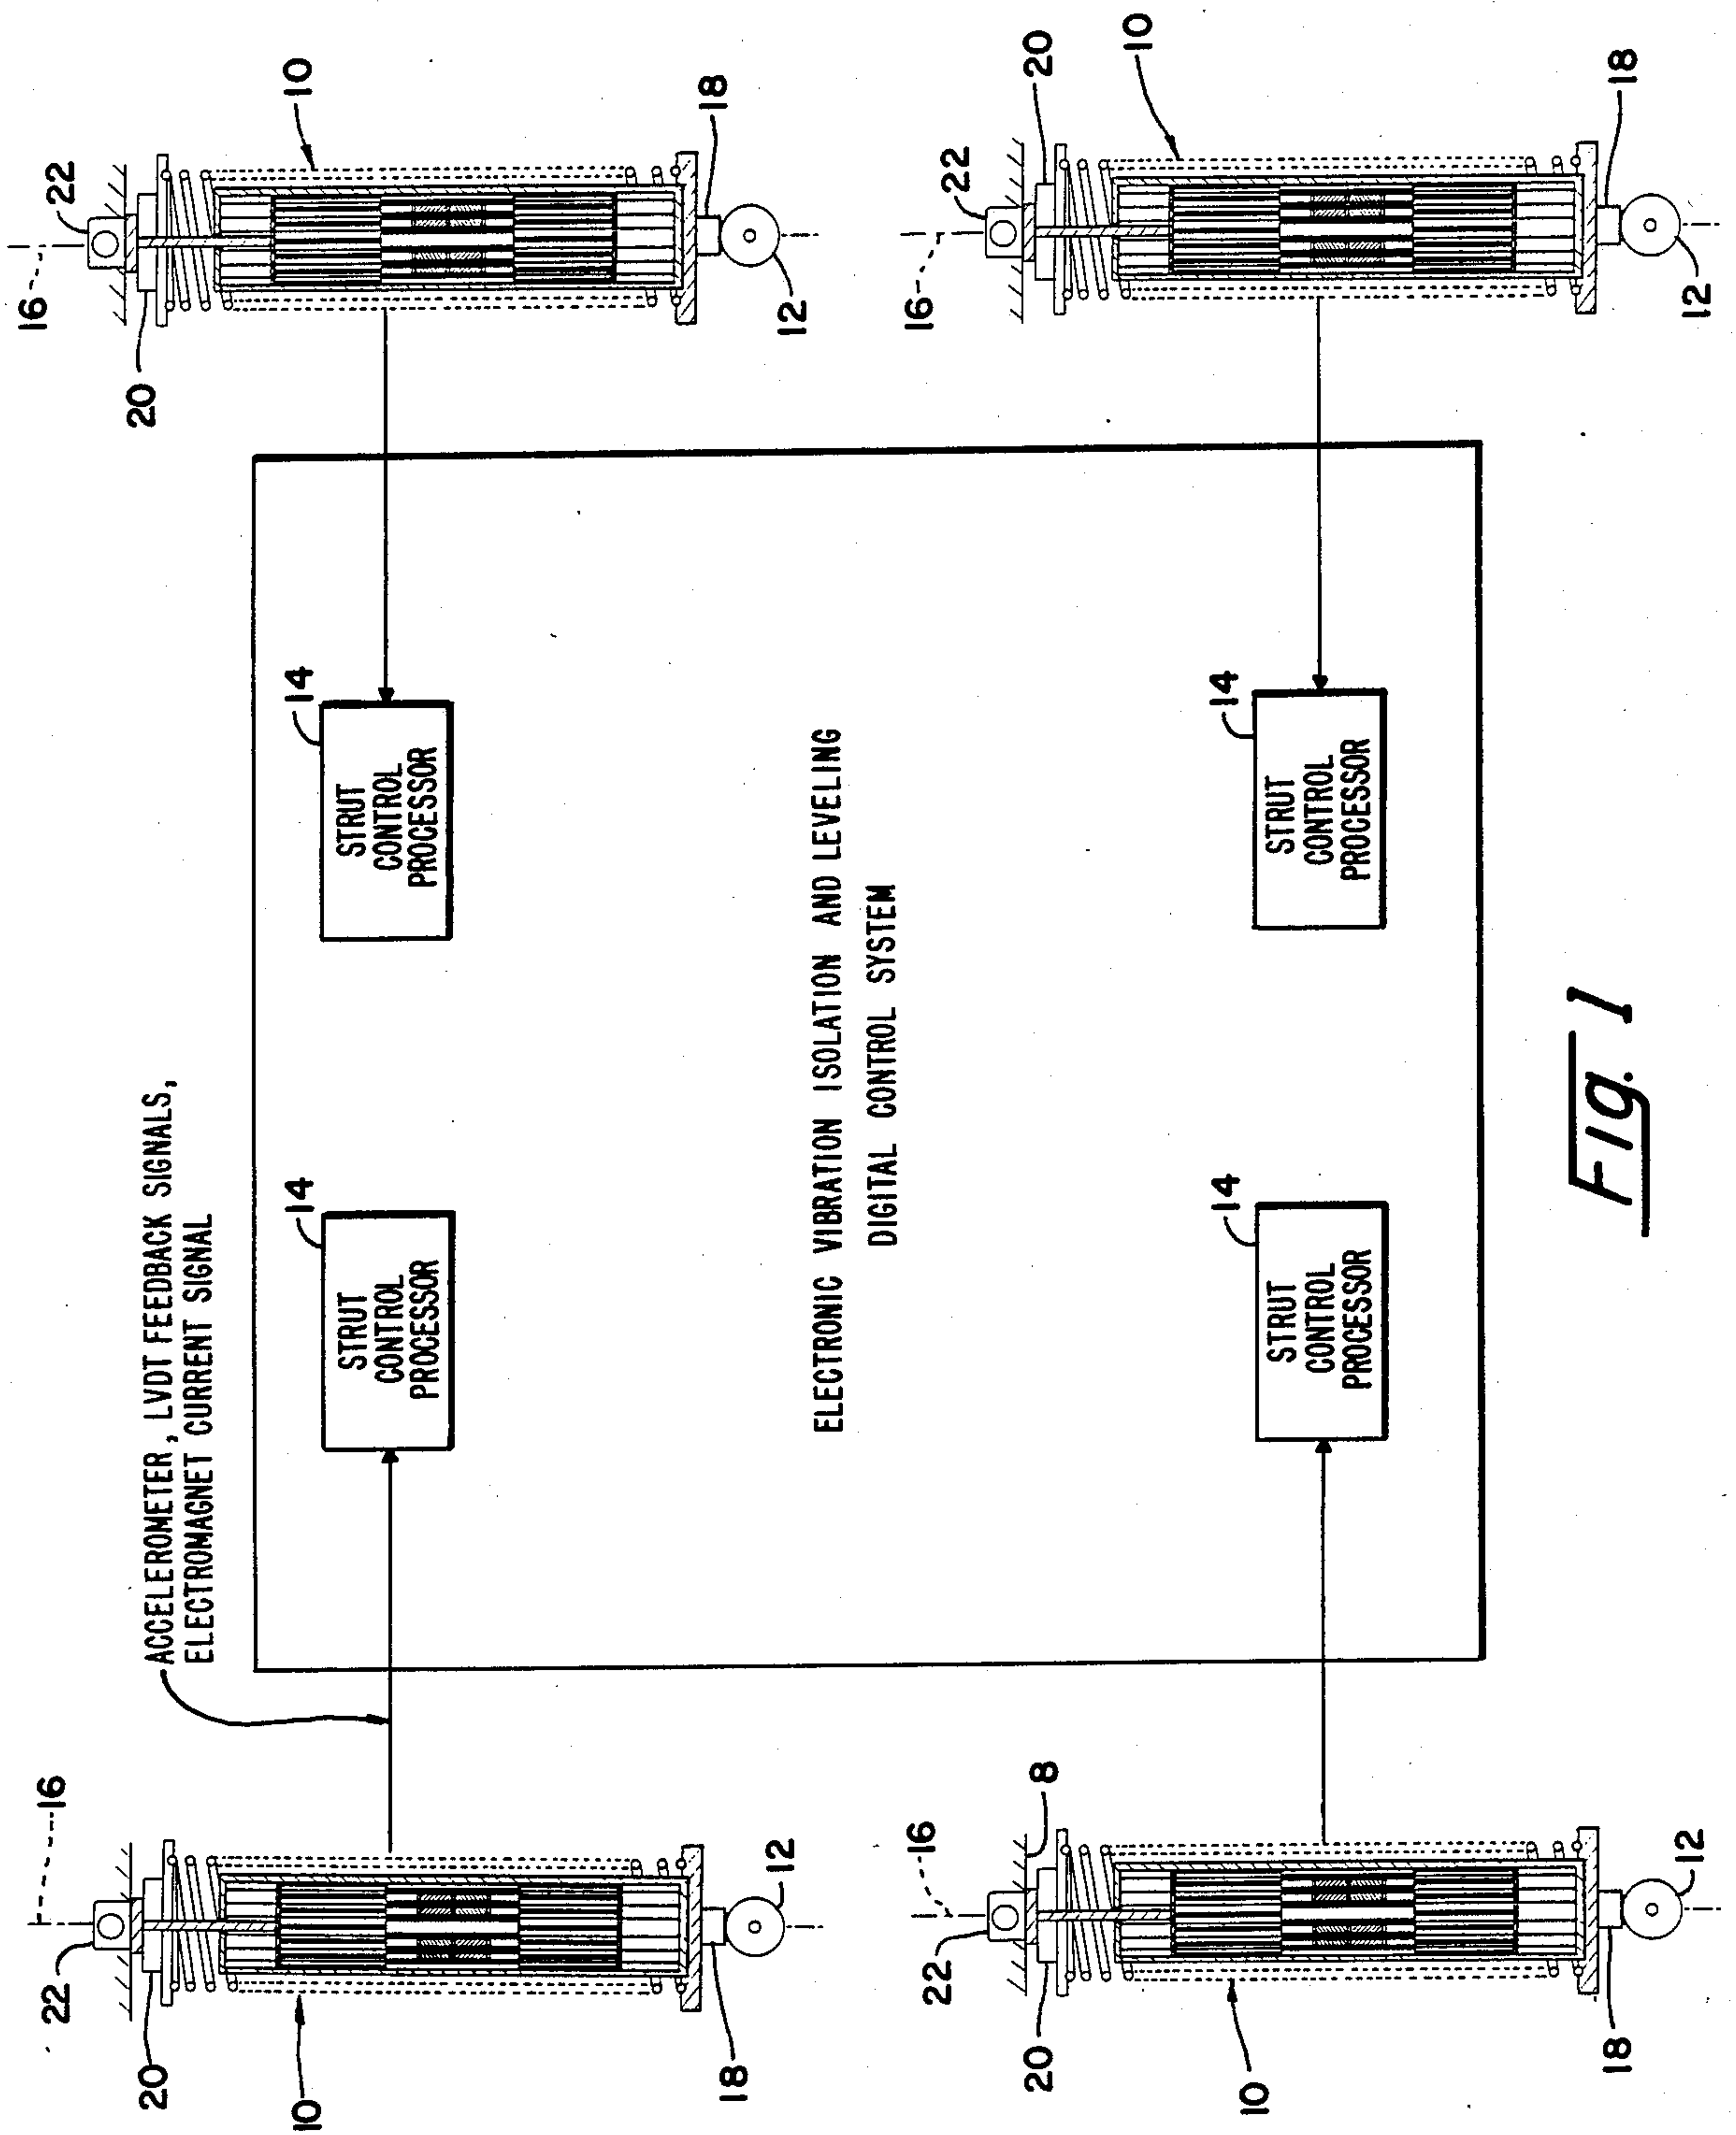 22
16
16
22
20
ACCELEROMETER, LVDT FEEDBACK SIGNALS,
ELECTROMAGNET CURRENT SIGNAL
20
10
10
14
STRUT
CONTROL
PROCESSOR
14
STRUT
CONTROL
PROCESSOR
18
12
12
18
ELECTRONIC VIBRATION ISOLATION AND LEVELING
DIGITAL CONTROL SYSTEM
22
16
16
22
20
8
20
10
10
14
STRUT
CONTROL
PROCESSOR
14
STRUT
CONTROL
PROCESSOR
18
12
12
18
Fig. 1